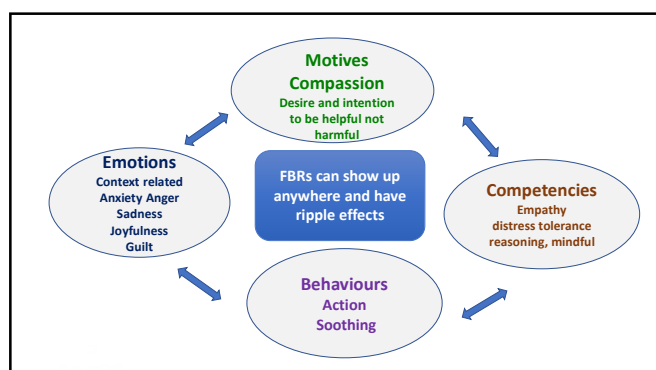 Motives
Compassion
Desire and intention
to be helpful not
harmful
Emotions
Context related
Anxiety Anger
Sadness
Joyfulness
Guilt
FBRs can show up
anywhere and have
ripple effects
Competencies
Empathy
distress tolerance
reasoning, mindful
Behaviours
Action
Soothing